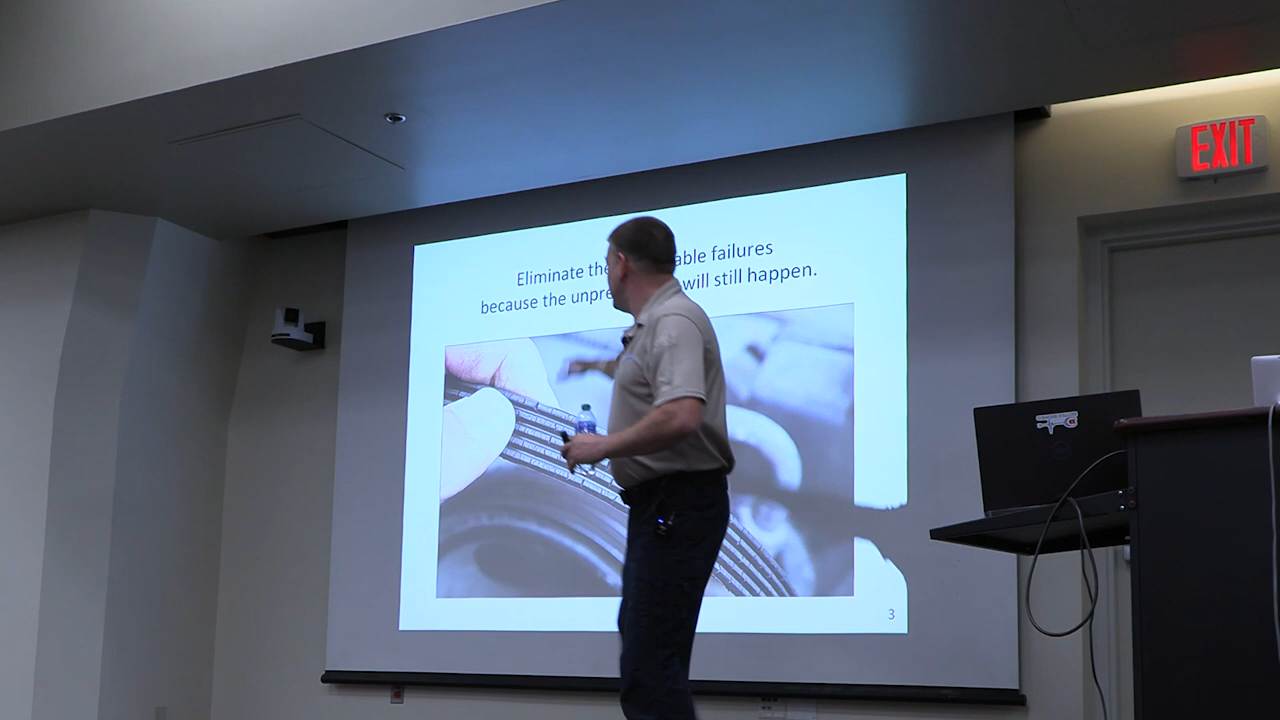 EXIT
Eliminate the able failures
because the unpre will still happen.
3